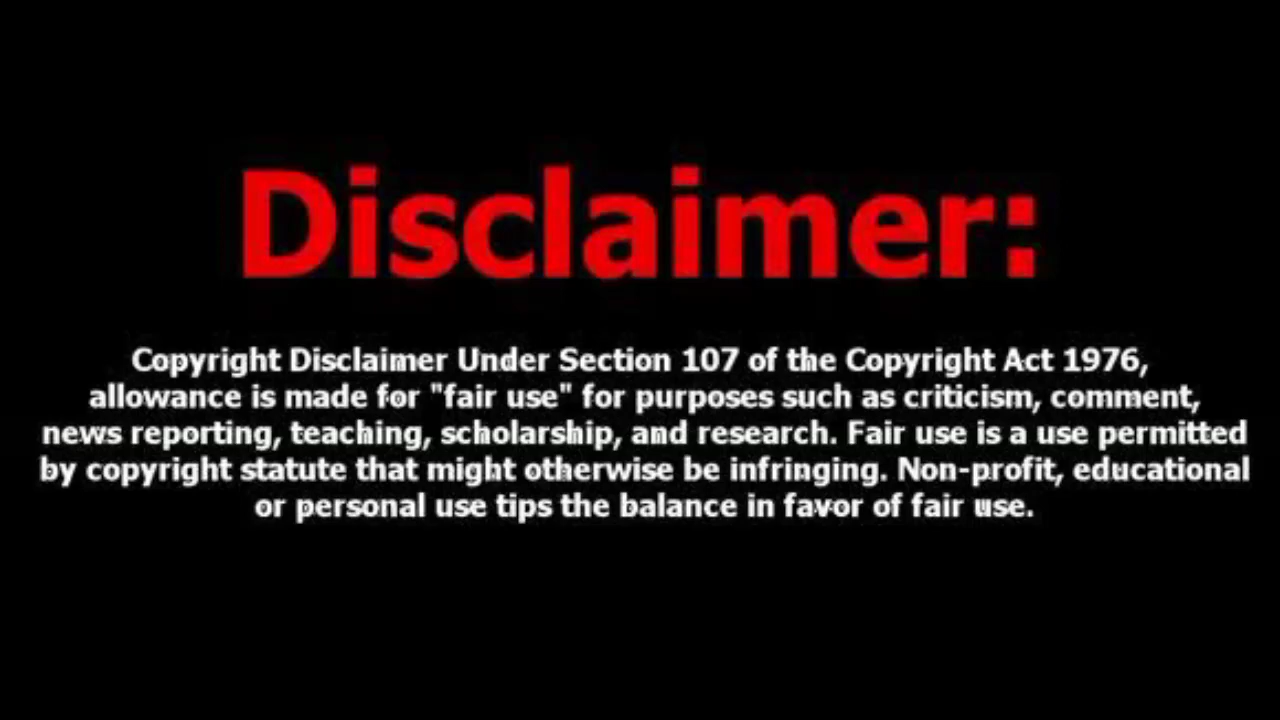 Disclaimer:
Copyright Disclaimer Under Section 107 of the Copyright Act 1976,
allowance is made for "fair use" for purposes such as criticism, comment,
news reporting, teaching, scholarship, and research. Fair use is a use permitted
by copyright statute that might otherwise be infringing. Non-profit, educational
or personal use tips the balance in favor of fair use.